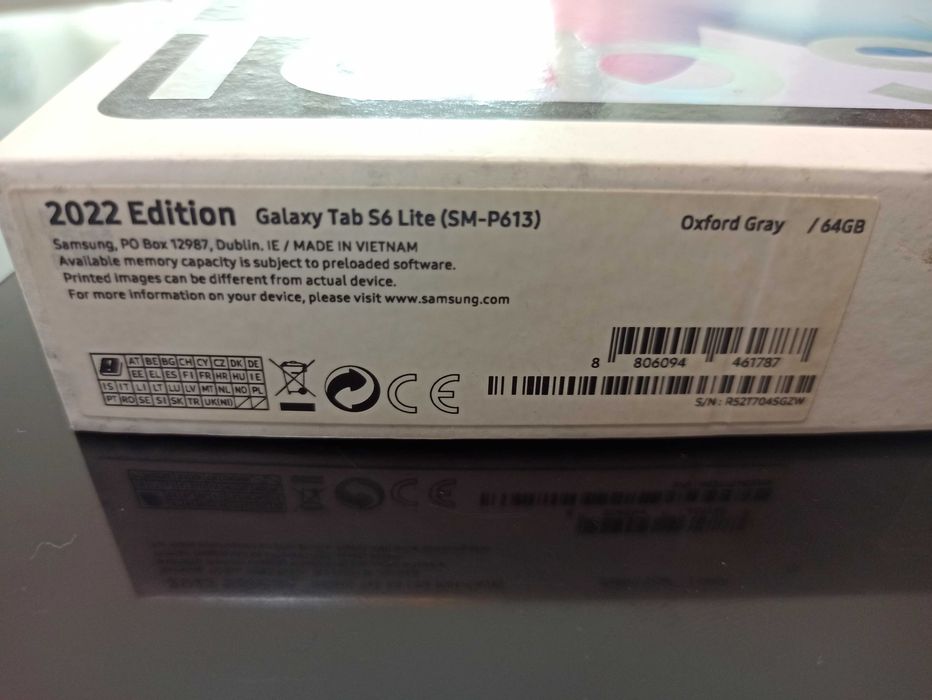 2022 Edition Galaxy Tab S6 Lite (SM-P613) Oxford Gray / 64GB
Samsung, PO Box 12987, Dublin. IE / MADE IN VIETNAM
Available memory capacity is subject to preloaded software.
Printed images can be different from actual device.
For more information on your device, please visit www.samsung.com
8 806094 461787
AT BE BG CH CY CZ DK DE
EE EL ES FI FR HR HU IE
IS IT LI LT LU LV MT NL NO PL
PT RO SE SI SK TR UK(NI)
CE
S/N: R52T704SGZW